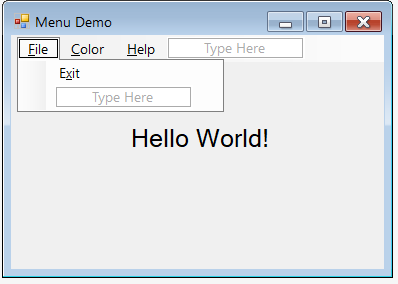 Menu Demo
File Color Help Type Here
Exit
Type Here
Hello World!